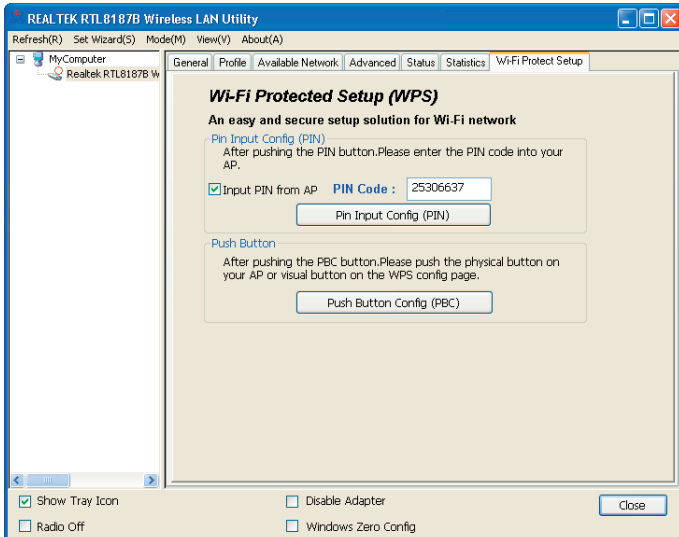 REALTEK RTL8187B Wireless LAN Utility
Refresh(R) Set Wizard(S) Mode(M) View(V) About(A)
MyComputer
Realtek RTL8187B W
General Profile Available Network Advanced Status Statistics Wi-Fi Protect Setup
Wi-Fi Protected Setup (WPS)
An easy and secure setup solution for Wi-Fi network
Pin Input Config (PIN)
After pushing the PIN button.Please enter the PIN code into your
AP.
Input PIN from AP PIN Code : 25306637
Pin Input Config (PIN)
Push Button
After pushing the PBC button.Please push the physical button on
your AP or visual button on the WPS config page.
Push Button Config (PBC)
Show Tray Icon Disable Adapter Close
Radio Off Windows Zero Config